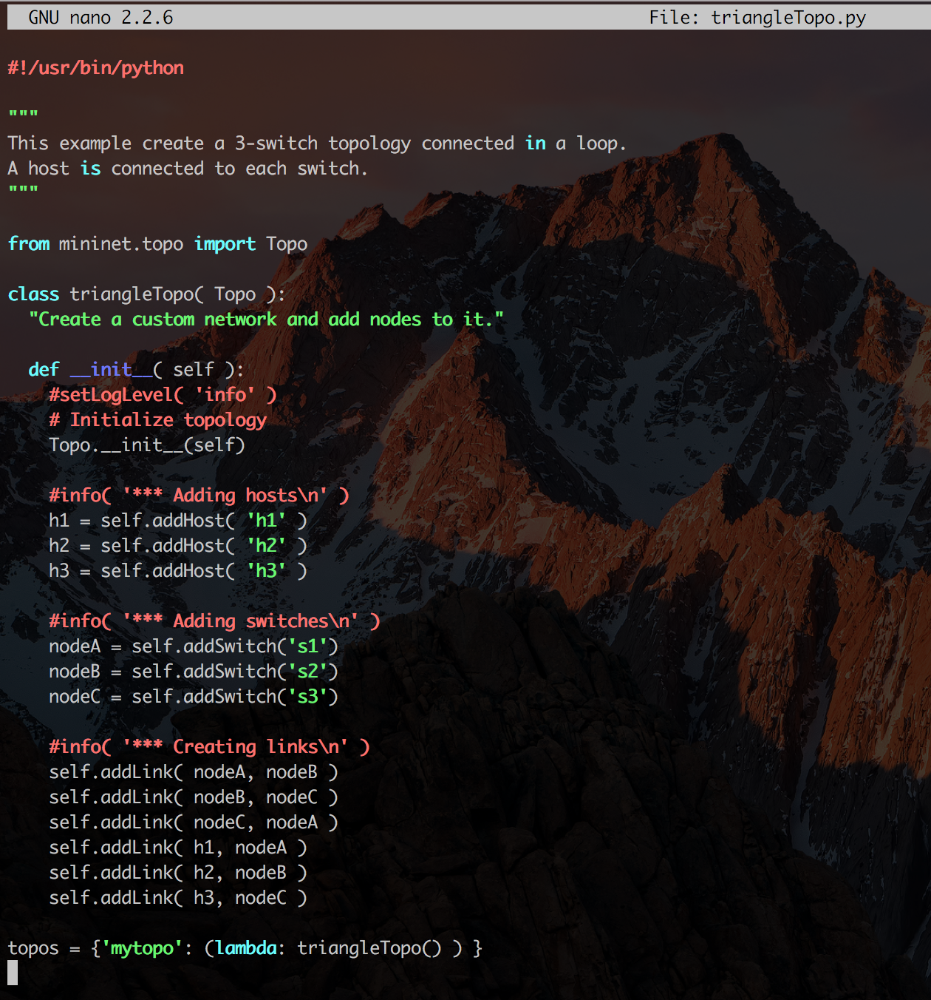 GNU nano 2.2.6 File: triangleTopo.py
#!/usr/bin/python
"""
This example create a 3-switch topology connected in a loop.
A host is connected to each switch.
"""
from mininet.topo import Topo
class triangleTopo( Topo ):
"Create a custom network and add nodes to it."
def __init__( self ):
#setLogLevel( 'info' )
# Initialize topology
Topo.__init__(self)
#info( '*** Adding hosts\n' )
h1 = self.addHost( 'h1' )
h2 = self.addHost( 'h2' )
h3 = self.addHost( 'h3' )
#info( '*** Adding switches\n' )
nodeA = self.addSwitch('s1')
nodeB = self.addSwitch('s2')
nodeC = self.addSwitch('s3')
#info( '*** Creating links\n' )
self.addLink( nodeA, nodeB )
self.addLink( nodeB, nodeC )
self.addLink( nodeC, nodeA )
self.addLink( h1, nodeA )
self.addLink( h2, nodeB )
self.addLink( h3, nodeC )
topos = {'mytopo': (lambda: triangleTopo() ) }